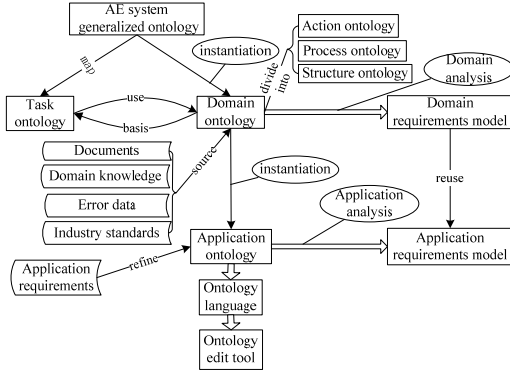 AE system
generalized ontology
instantiation
map
divide
into
Action ontology
Process ontology
Structure ontology
Domain
analysis
Task
ontology
use
basis
Domain
ontology
Domain
requirements model
Documents
Domain knowledge
Error data
Industry standards
source
instantiation
reuse
Application
analysis
Application
requirements
refine
Application
ontology
Application
requirements model
Ontology
language
Ontology
edit tool